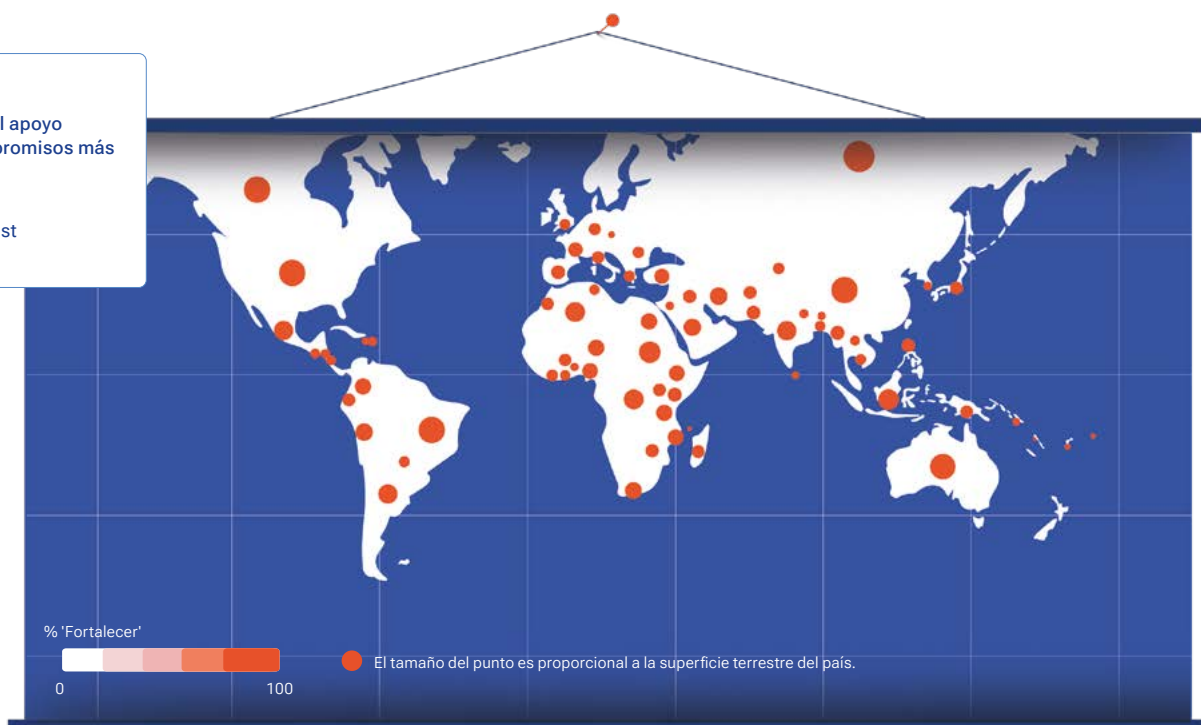 l apoyo
promisos más
st
% 'Fortalecer'
0 100
El tamaño del punto es proporcional a la superficie terrestre del país.